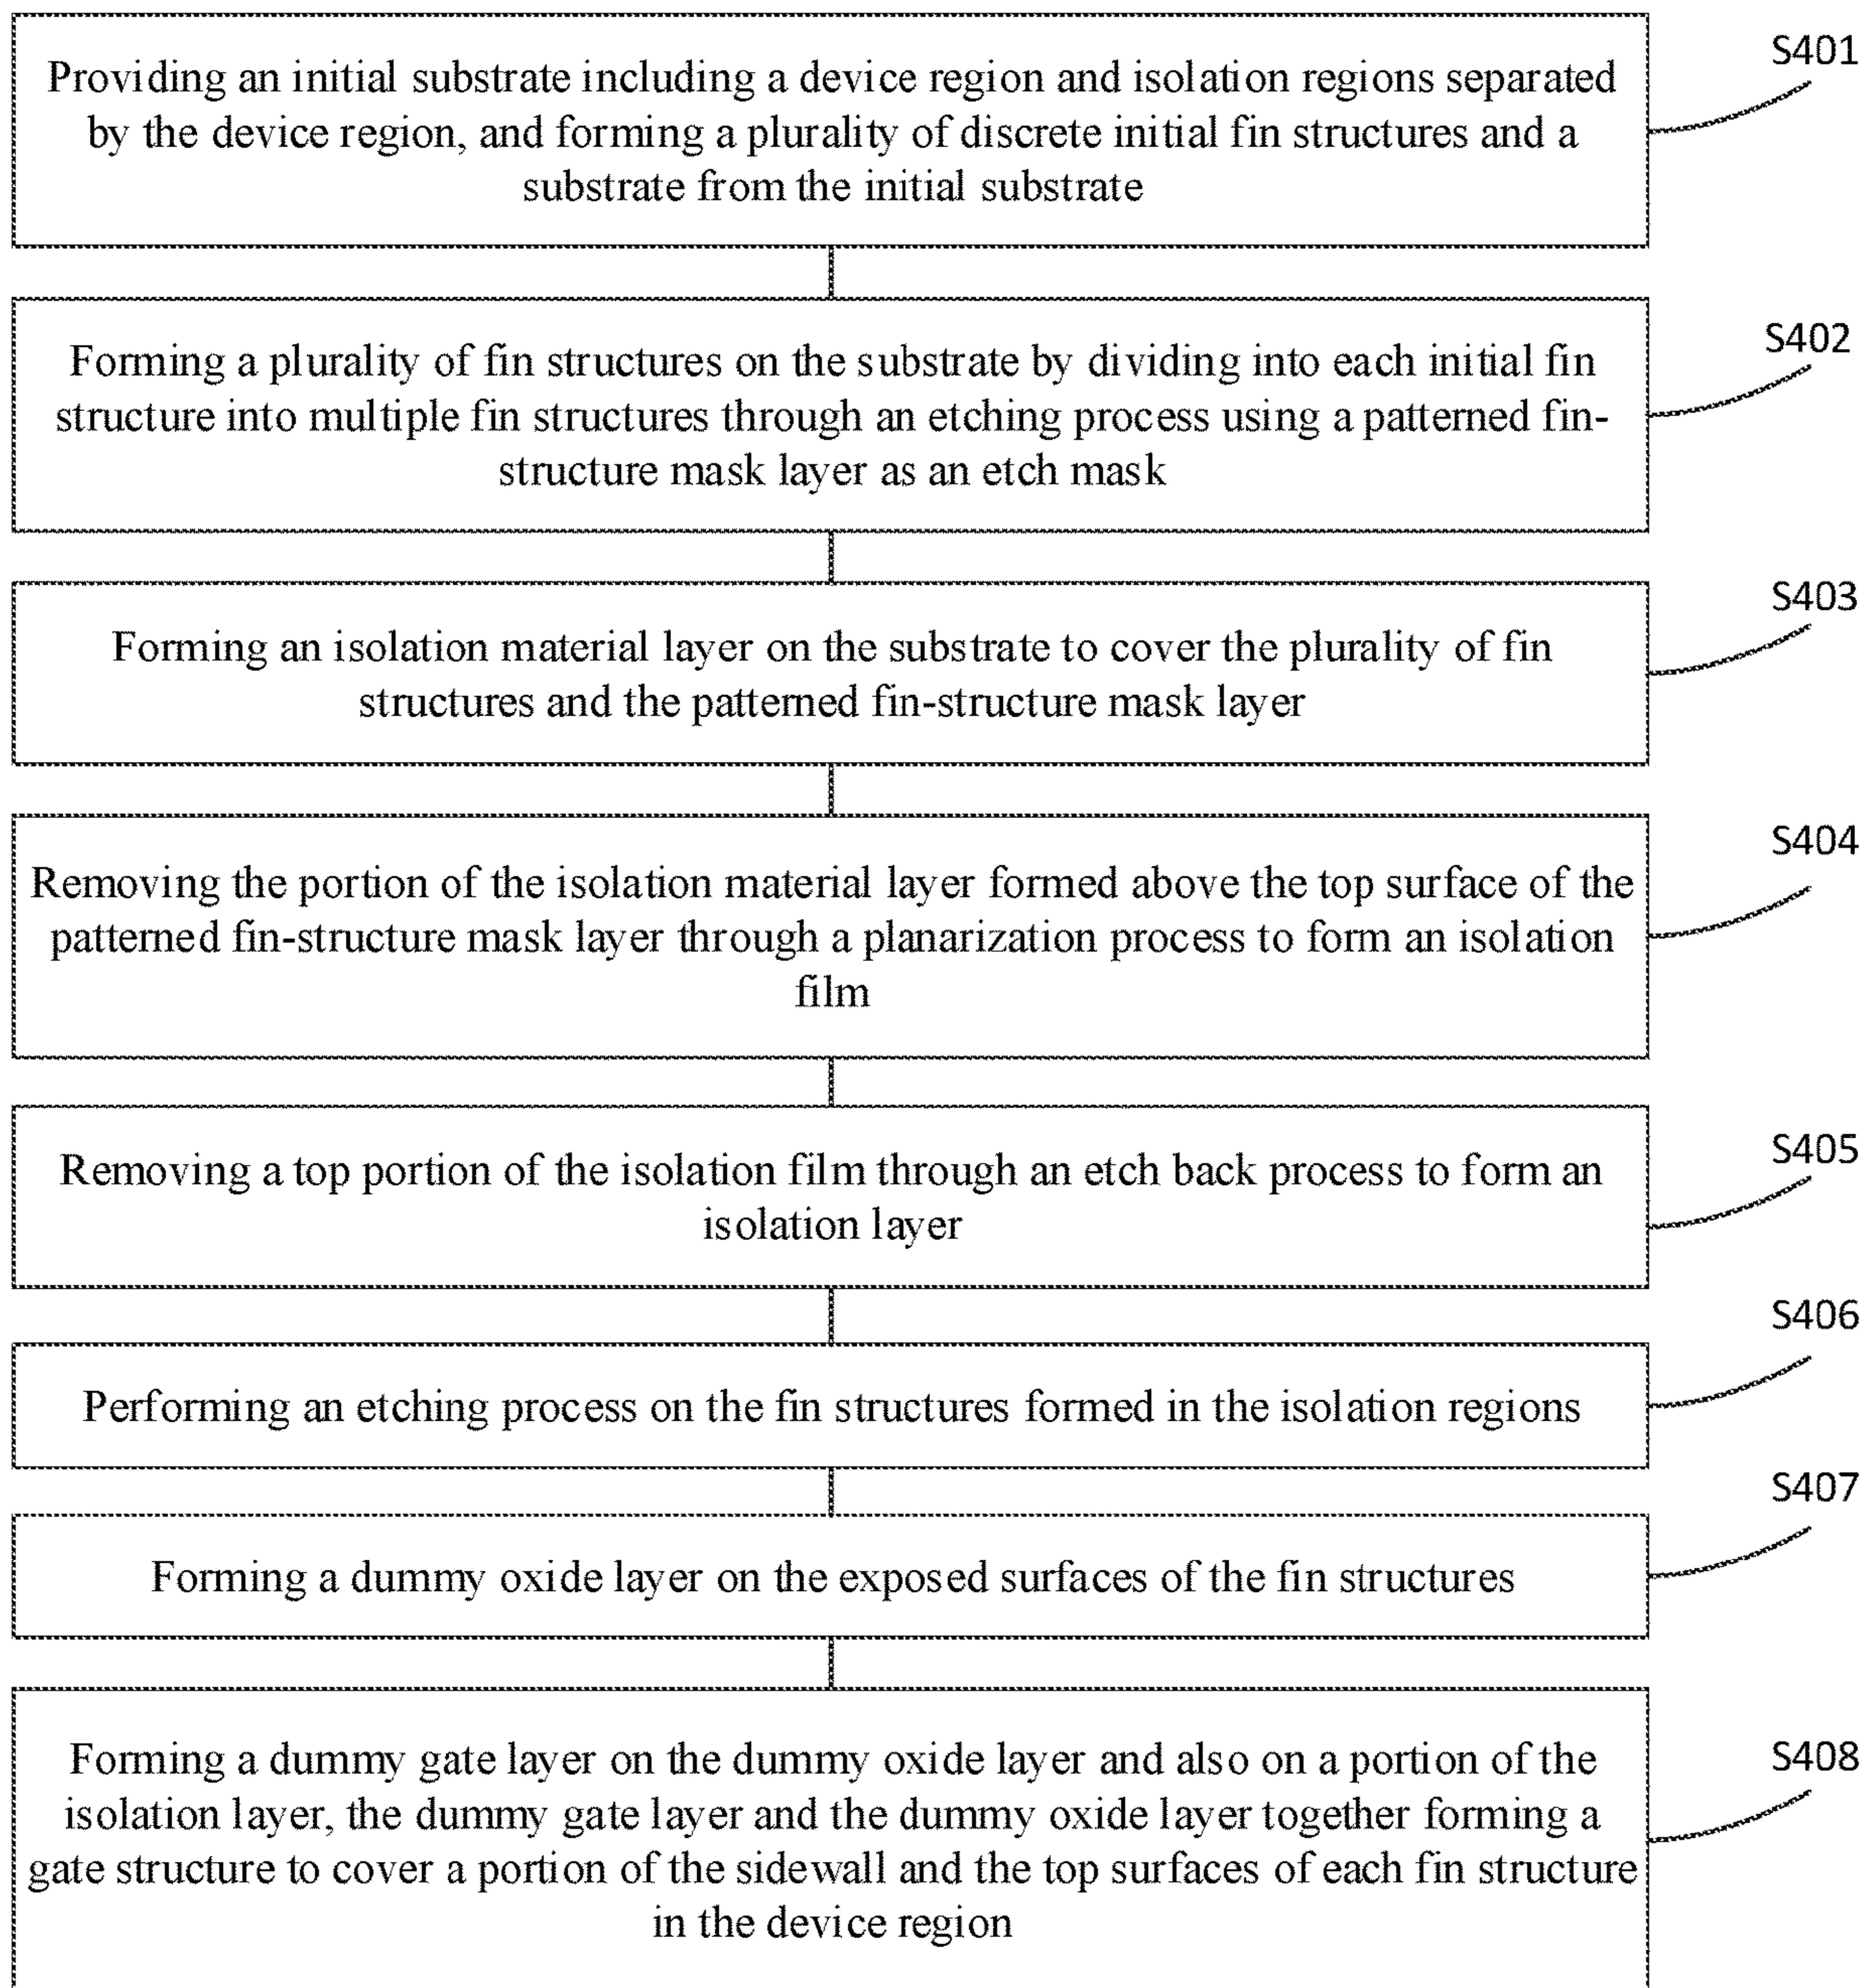 S401
Providing an initial substrate including a device region and isolation regions separated
by the device region, and forming a plurality of discrete initial fin structures and a
substrate from the initial substrate
S402
Forming a plurality of fin structures on the substrate by dividing into each initial fin
structure into multiple fin structures through an etching process using a patterned fin-
structure mask layer as an etch mask
S403
Forming an isolation material layer on the substrate to cover the plurality of fin
structures and the patterned fin-structure mask layer
S404
Removing the portion of the isolation material layer formed above the top surface of the
patterned fin-structure mask layer through a planarization process to form an isolation
film
S405
Removing a top portion of the isolation film through an etch back process to form an
isolation layer
S406
Performing an etching process on the fin structures formed in the isolation regions
S407
Forming a dummy oxide layer on the exposed surfaces of the fin structures
S408
Forming a dummy gate layer on the dummy oxide layer and also on a portion of the
isolation layer, the dummy gate layer and the dummy oxide layer together forming a
gate structure to cover a portion of the sidewall and the top surfaces of each fin structure
in the device region